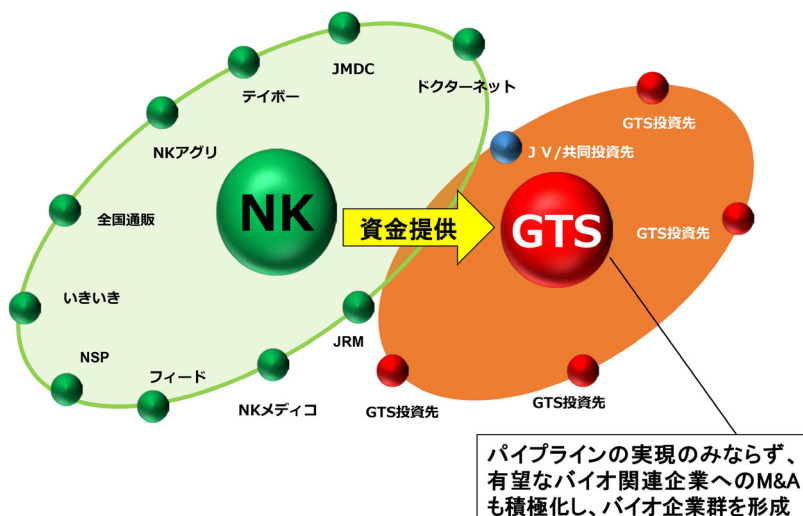 JMDC
ドクターネット
テイボー
GTS投資先
NKアグリ
ＪＶ/共同投資先
NK
全国通販
資金提供
GTS
GTS投資先
いきいき
JRM
NSP
フィード
NKメディコ
GTS投資先
GTS投資先
パイプラインの実現のみならず、
有望なバイオ関連企業へのM&A
も積極化し、バイオ企業群を形成